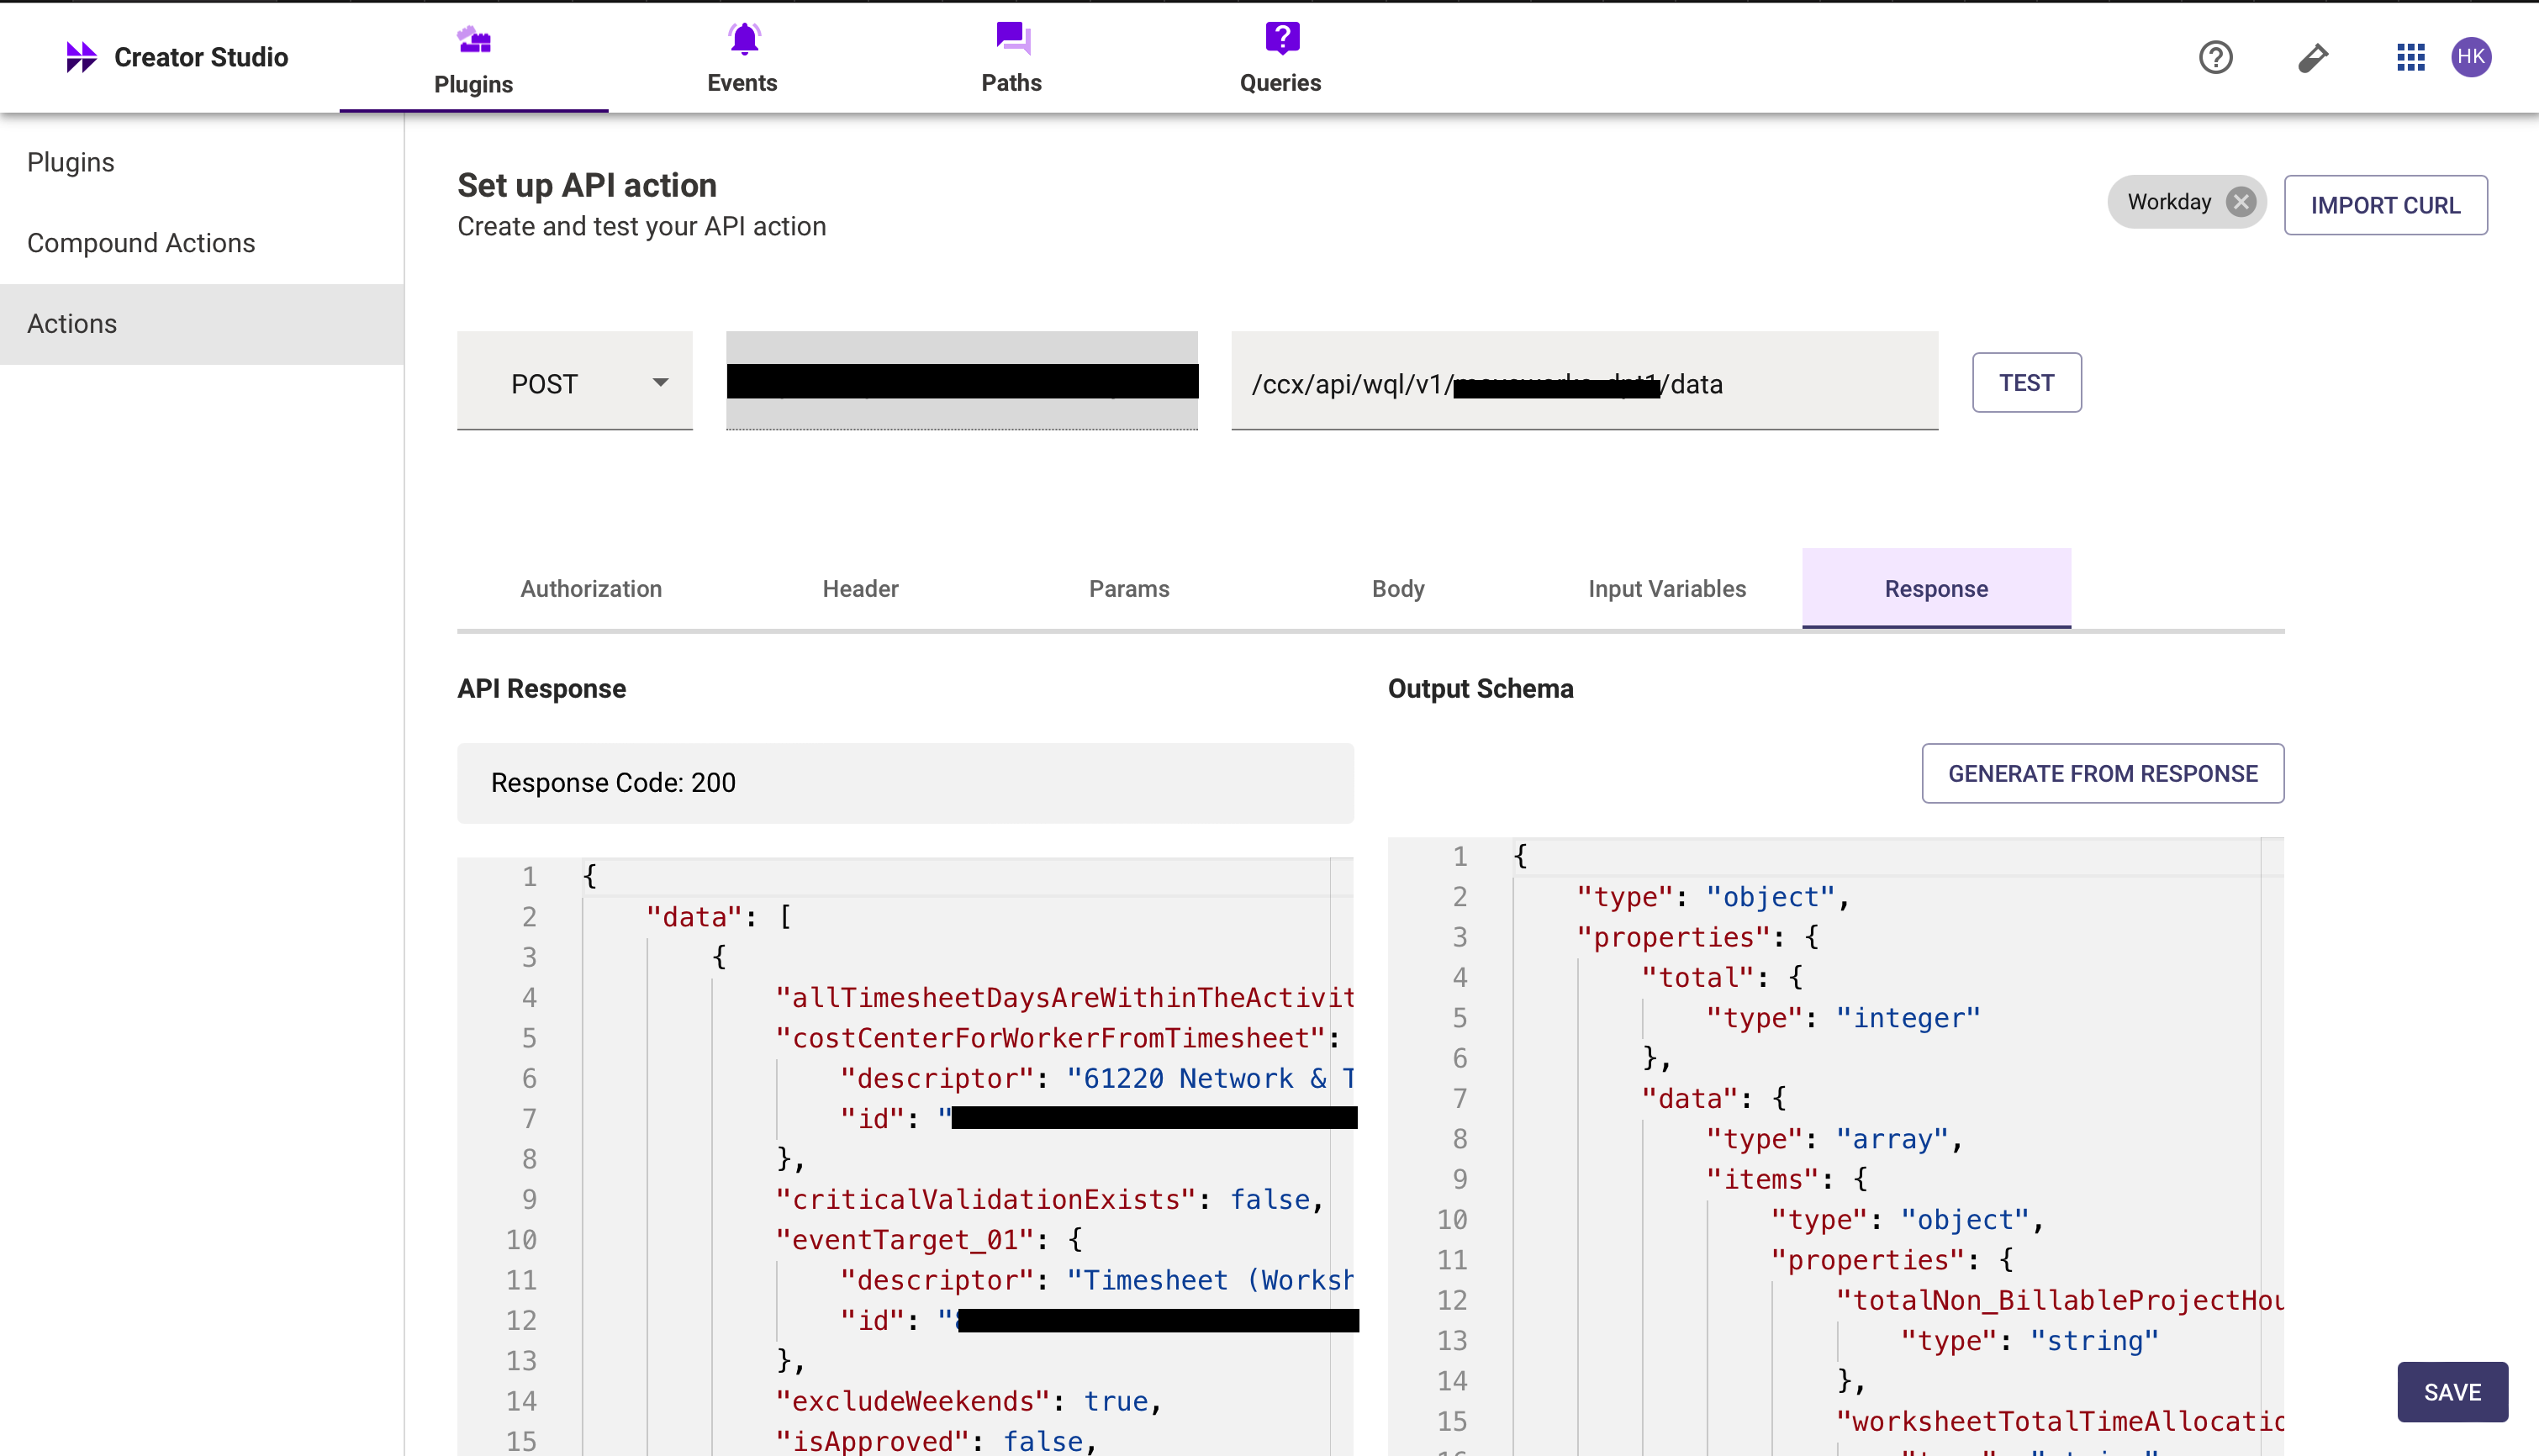 Creator Studio
Plugins
Events
Paths
Queries
?
HK
Plugins
Compound Actions
Actions
Set up API action
Create and test your API action
Workday
IMPORT CURL
POST
/ccx/api/wql/v1/ /data
TEST
Authorization
Header
Params
Body
Input Variables
Response
API Response
Response Code: 200
1 {
2 "data": [
3 {
4 "allTimesheetDaysAreWithinTheActivit
5 "costCenterForWorkerFromTimesheet":
6 "descriptor": "61220 Network & T
7 "id": "
8 },
9 "criticalValidationExists": false,
10 "eventTarget_01": {
11 "descriptor": "Timesheet (Worksh
12 "id": "
13 },
14 "excludeWeekends": true,
15 "isApproved": false,
Output Schema
GENERATE FROM RESPONSE
1 {
2 "type": "object",
3 "properties": {
4 "total": {
5 "type": "integer"
6 },
7 "data": {
8 "type": "array",
9 "items": {
10 "type": "object",
11 "properties": {
12 "totalNon_BillableProjectHou
13 "type": "string"
14 },
15 "worksheetTotalTimeAllocatio
SAVE